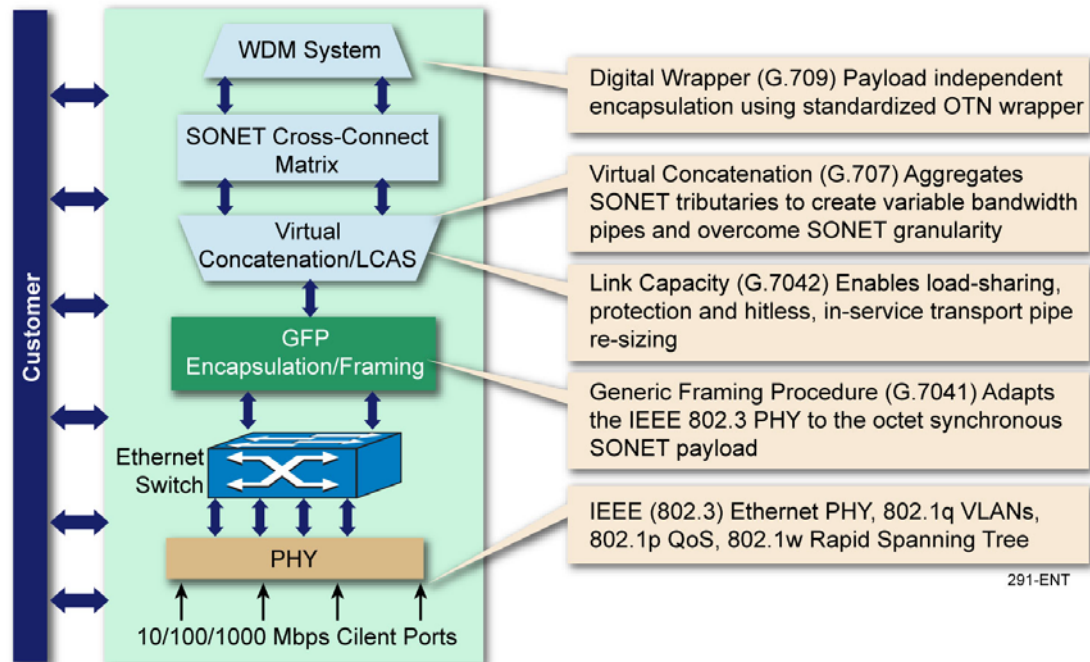 Customer
WDM System
SONET Cross-Connect
Matrix
Virtual
Concatenation/LCAS
GFP
Encapsulation/Framing
Ethernet
Switch
PHY
10/100/1000 Mbps Cilent Ports
Digital Wrapper (G.709) Payload independent
encapsulation using standardized OTN wrapper
Virtual Concatenation (G.707) Aggregates
SONET tributaries to create variable bandwidth
pipes and overcome SONET granularity
Link Capacity (G.7042) Enables load-sharing,
protection and hitless, in-service transport pipe
re-sizing
Generic Framing Procedure (G.7041) Adapts
the IEEE 802.3 PHY to the octet synchronous
SONET payload
IEEE (802.3) Ethernet PHY, 802.1q VLANs,
802.1p QoS, 802.1w Rapid Spanning Tree
291-ENT